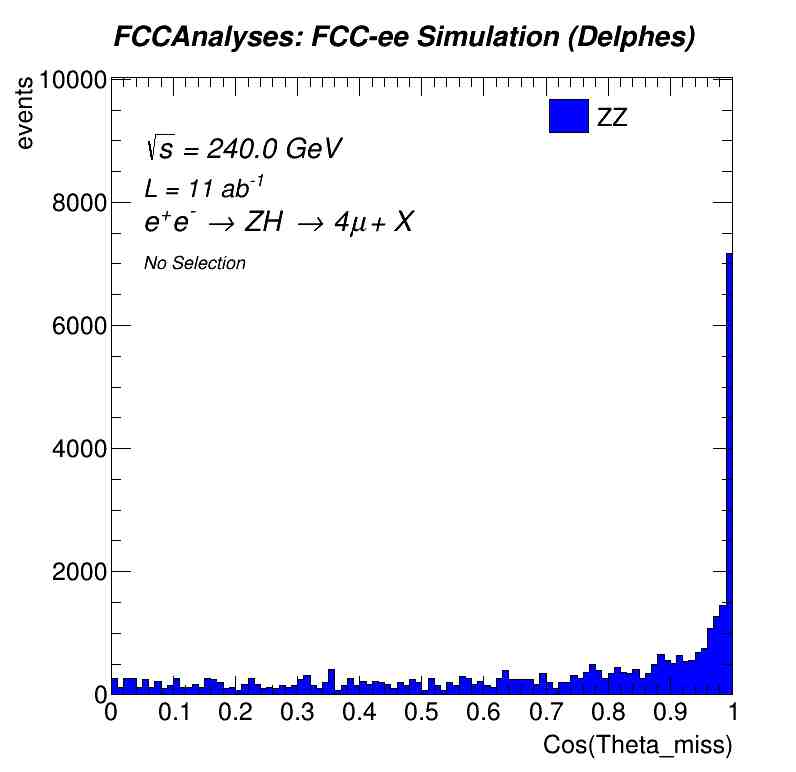 FCCAnalyses: FCC-ee Simulation (Delphes)
events
10000
8000
6000
4000
2000
0
ZZ
√s = 240.0 GeV
L = 11 ab⁻¹
e⁺e⁻ → ZH → 4μ + X
No Selection
0 0.1 0.2 0.3 0.4 0.5 0.6 0.7 0.8 0.9 1
Cos(Theta_miss)